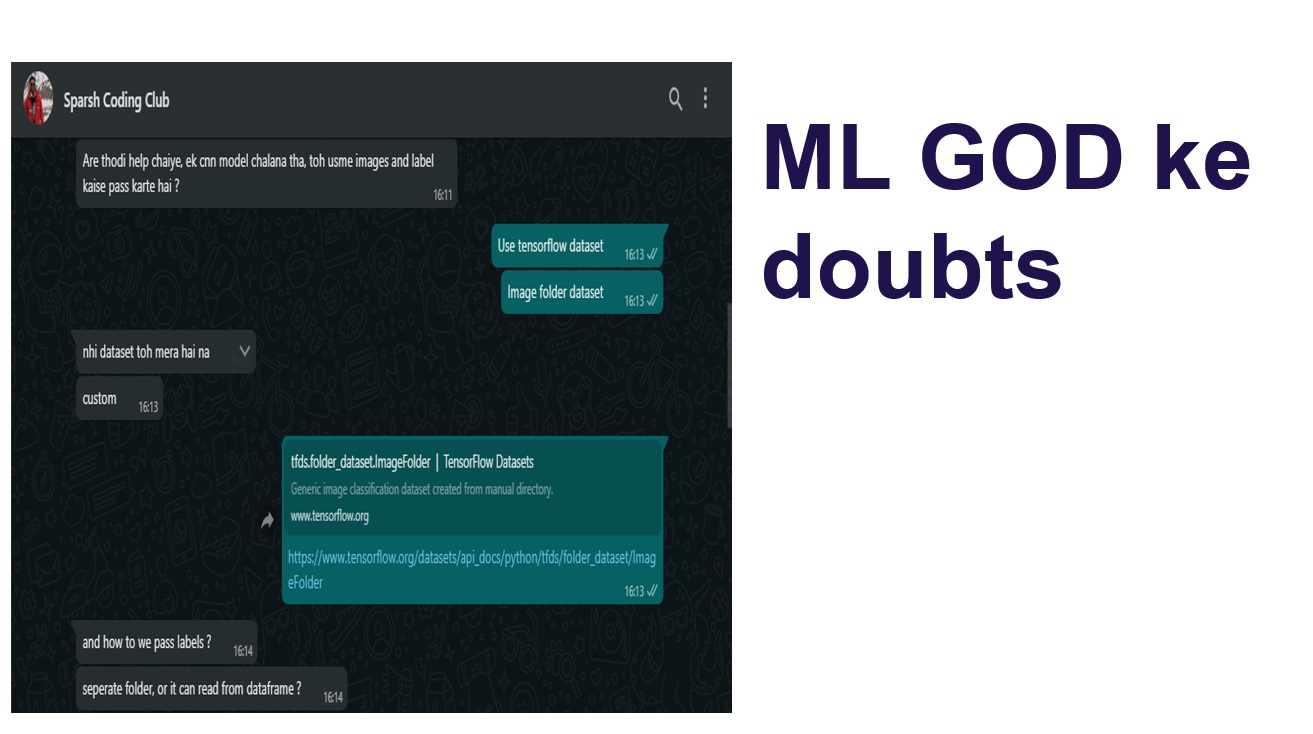 Sparsh Coding Club
Are thodi help chaiye, ek cnn model chalana tha, toh usme images and label
kaise pass karte hai ?
16:11
Use tensorflow dataset
16:13
Image folder dataset
16:13
nhi dataset toh mera hai na
custom
16:13
tfds.folder_dataset.ImageFolder | TensorFlow Datasets
Generic image classification dataset created from manual directory.
www.tensorflow.org
https://www.tensorflow.org/datasets/api_docs/python/tfds/folder_dataset/Imag
eFolder
16:13
and how to we pass labels ?
16:14
seperate folder, or it can read from dataframe ?
16:14
ML GOD ke
doubts